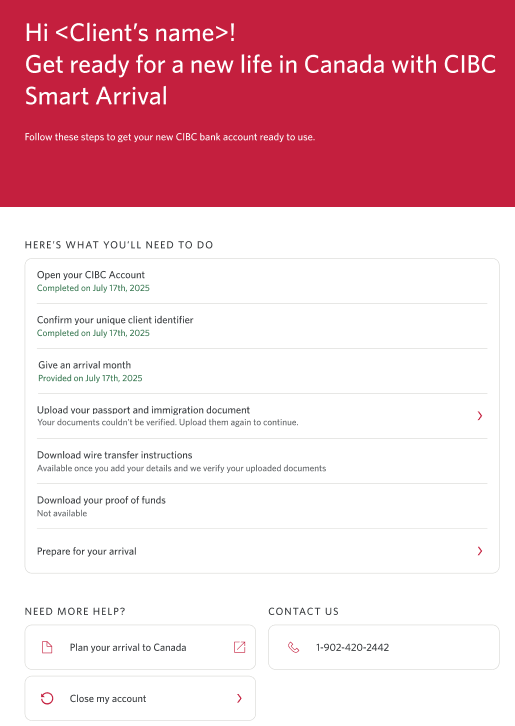 Hi <Client's name>!
Get ready for a new life in Canada with CIBC
Smart Arrival
Follow these steps to get your new CIBC bank account ready to use.
HERE'S WHAT YOU'LL NEED TO DO
Open your CIBC Account
Completed on July 17th, 2025
Confirm your unique client identifier
Completed on July 17th, 2025
Give an arrival month
Provided on July 17th, 2025
Upload your passport and immigration document
Your documents couldn't be verified. Upload them again to continue.
Download wire transfer instructions
Available once you add your details and we verify your uploaded documents
Download your proof of funds
Not available
Prepare for your arrival
NEED MORE HELP?
Plan your arrival to Canada
Close my account
CONTACT US
1-902-420-2442